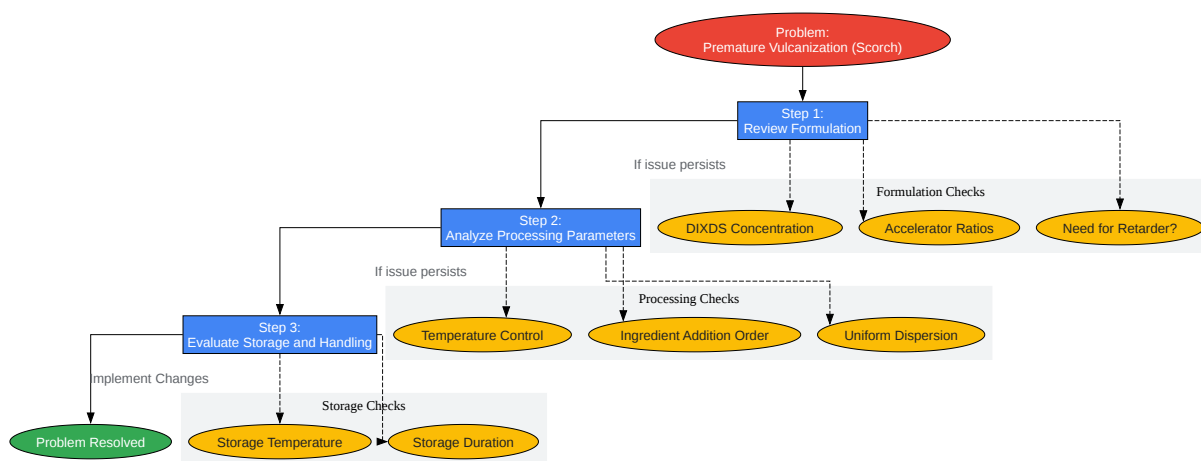 Problem:
Premature Vulcanization (Scorch)
Step 1:
Review Formulation
If issue persists
Formulation Checks
DIXDS Concentration
Accelerator Ratios
Need for Retarder?
Step 2:
Analyze Processing Parameters
If issue persists
Processing Checks
Temperature Control
Ingredient Addition Order
Uniform Dispersion
Step 3:
Evaluate Storage and Handling
Implement Changes
Storage Checks
Problem Resolved
Storage Temperature
Storage Duration